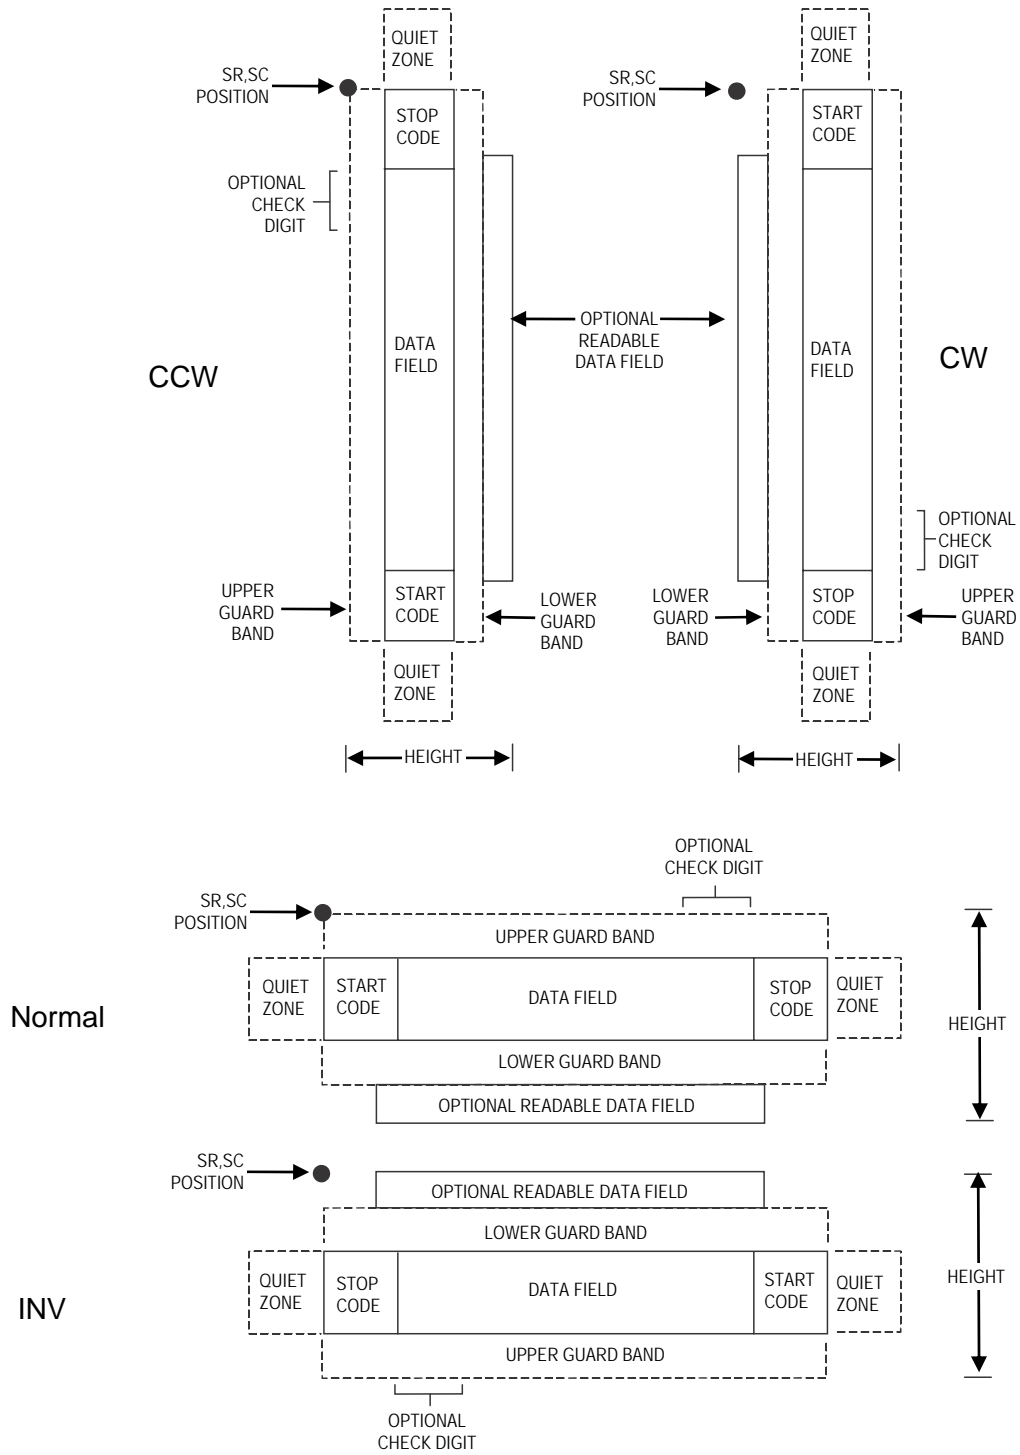 QUIET
ZONE
SR,SC
POSITION
STOP
CODE
OPTIONAL
CHECK
DIGIT
DATA
FIELD
CCW
UPPER
GUARD
BAND
START
CODE
LOWER
GUARD
BAND
QUIET
ZONE
HEIGHT
OPTIONAL
READABLE
DATA FIELD
QUIET
ZONE
SR,SC
POSITION
START
CODE
DATA
FIELD
CW
OPTIONAL
CHECK
DIGIT
LOWER
GUARD
BAND
STOP
CODE
UPPER
GUARD
BAND
QUIET
ZONE
HEIGHT
OPTIONAL
CHECK DIGIT
SR,SC
POSITION
UPPER GUARD BAND
Normal
QUIET
ZONE
START
CODE
DATA FIELD
STOP
CODE
QUIET
ZONE
HEIGHT
LOWER GUARD BAND
OPTIONAL READABLE DATA FIELD
SR,SC
POSITION
OPTIONAL READABLE DATA FIELD
LOWER GUARD BAND
INV
QUIET
ZONE
STOP
CODE
DATA FIELD
START
CODE
QUIET
ZONE
HEIGHT
UPPER GUARD BAND
OPTIONAL
CHECK DIGIT